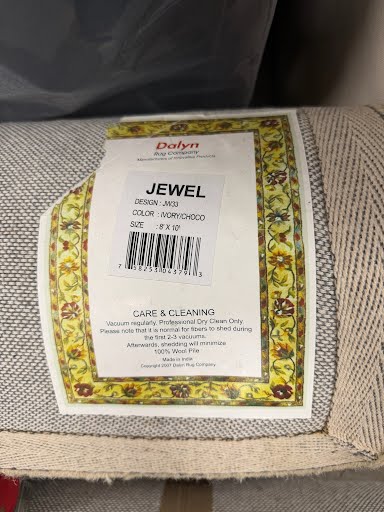 Dalyn
Rug Company
Manufacturers of Innovative Products
JEWEL
DESIGN : JW33
COLOR : IVORY/CHOCO
SIZE : 8' X 10'
CARE & CLEANING
Vacuum regularly. Professional Dry Clean Only
Please note that it is normal for fibers to shed during
the first 2-3 vacuums.
Afterwards, shedding will minimize
100% Wool Pile
Made in India
Copyright 2007 Dalyn Rug Company